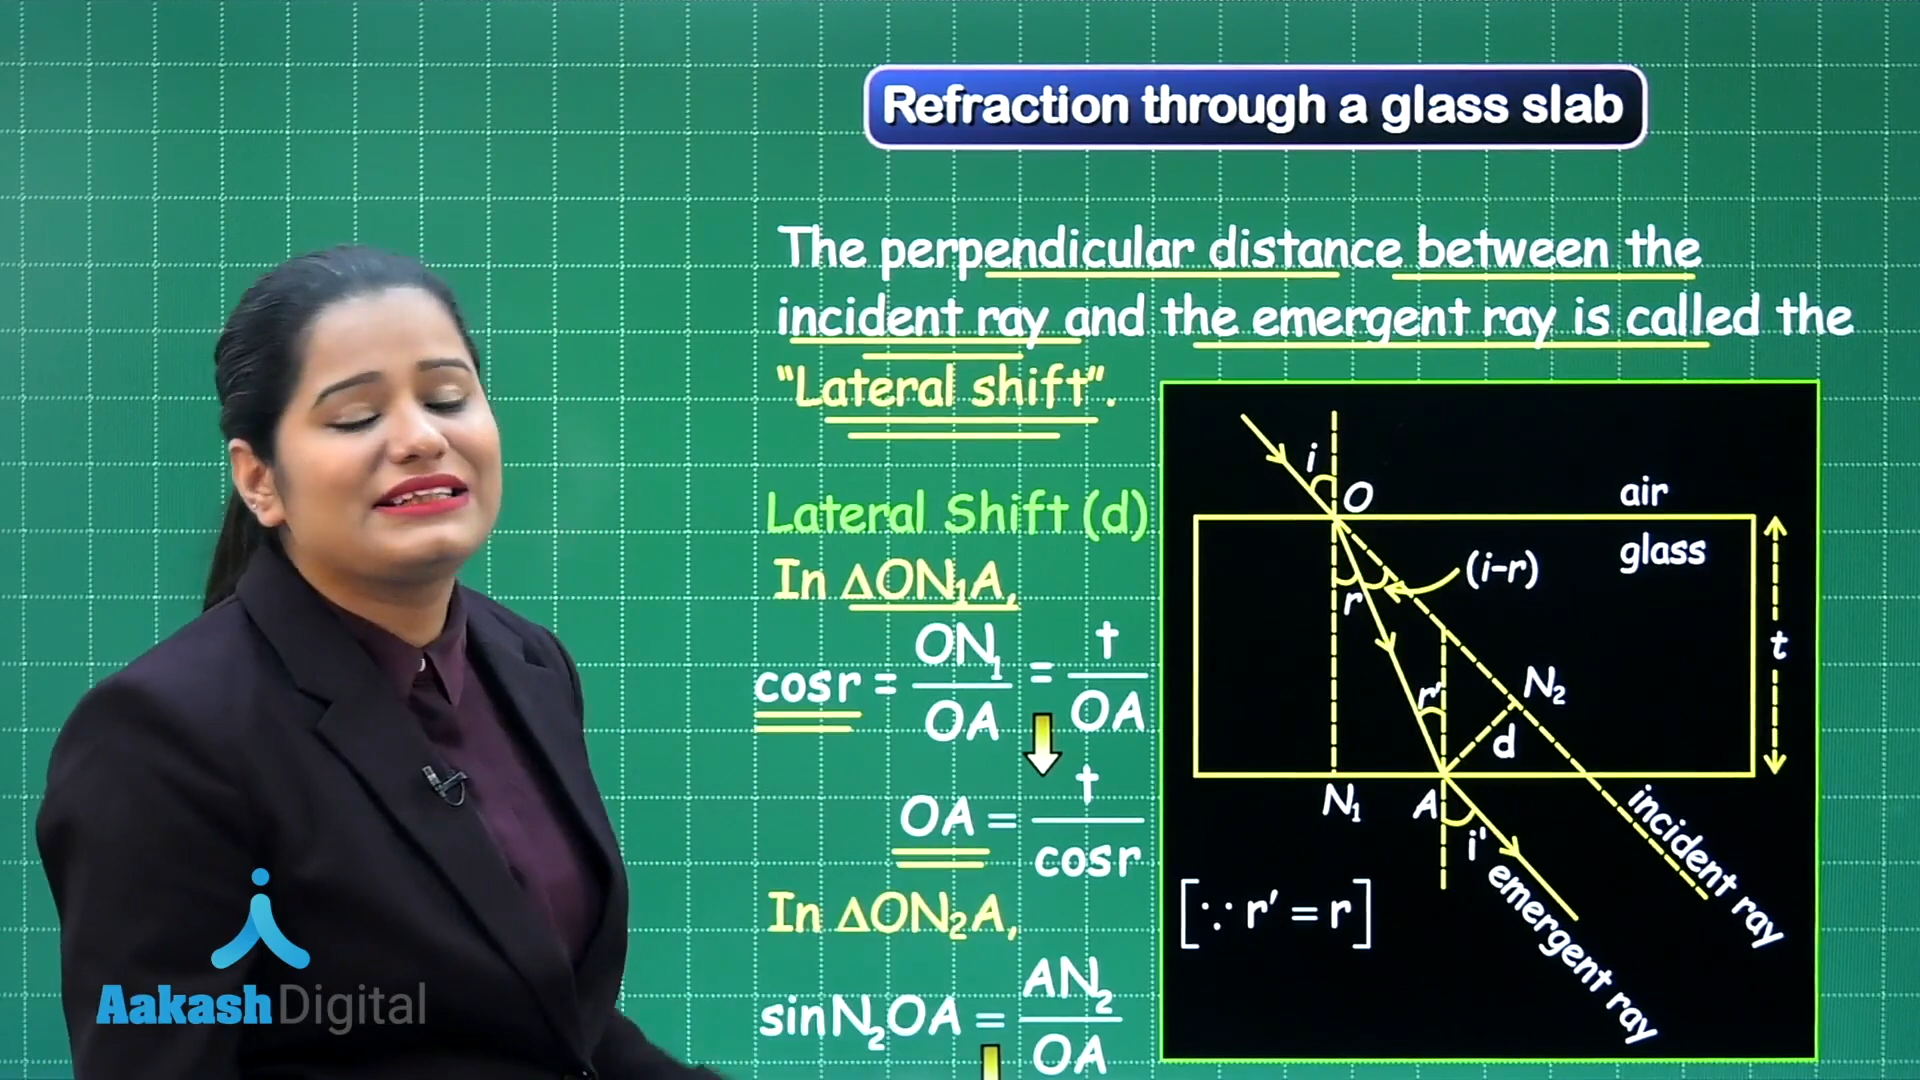 Refraction through a glass slab
The perpendicular distance between the
incident ray and the emergent ray is called the
“Lateral shift”.
Lateral Shift (d)
In ΔON₁A,
cosr = ON₁/OA = t/OA
OA = t/cosr
In ΔON₂A,
sinN₂OA = AN₂/OA
i
O
air
glass
(i-r)
r
t
r'
N₂
d
N₁
A
i'
incident ray
emergent ray
[∵ r′ = r]
Aakash Digital